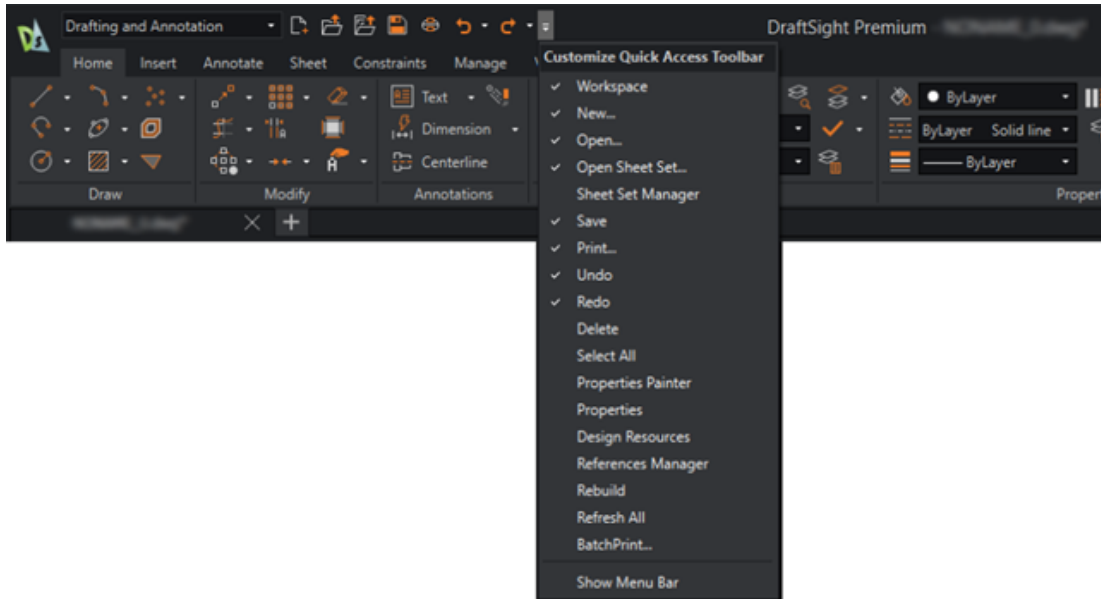 Drafting and Annotation
DraftSight Premium
Home Insert Annotate Sheet Constraints Manage
Customize Quick Access Toolbar
Workspace
New...
Open...
Open Sheet Set...
Sheet Set Manager
Save
Print...
Undo
Redo
Delete
Select All
Properties Painter
Properties
Design Resources
References Manager
Rebuild
Refresh All
BatchPrint...
Show Menu Bar
Text
Dimension
Centerline
Draw Modify Annotations
ByLayer
ByLayer Solid line
ByLayer
Proper